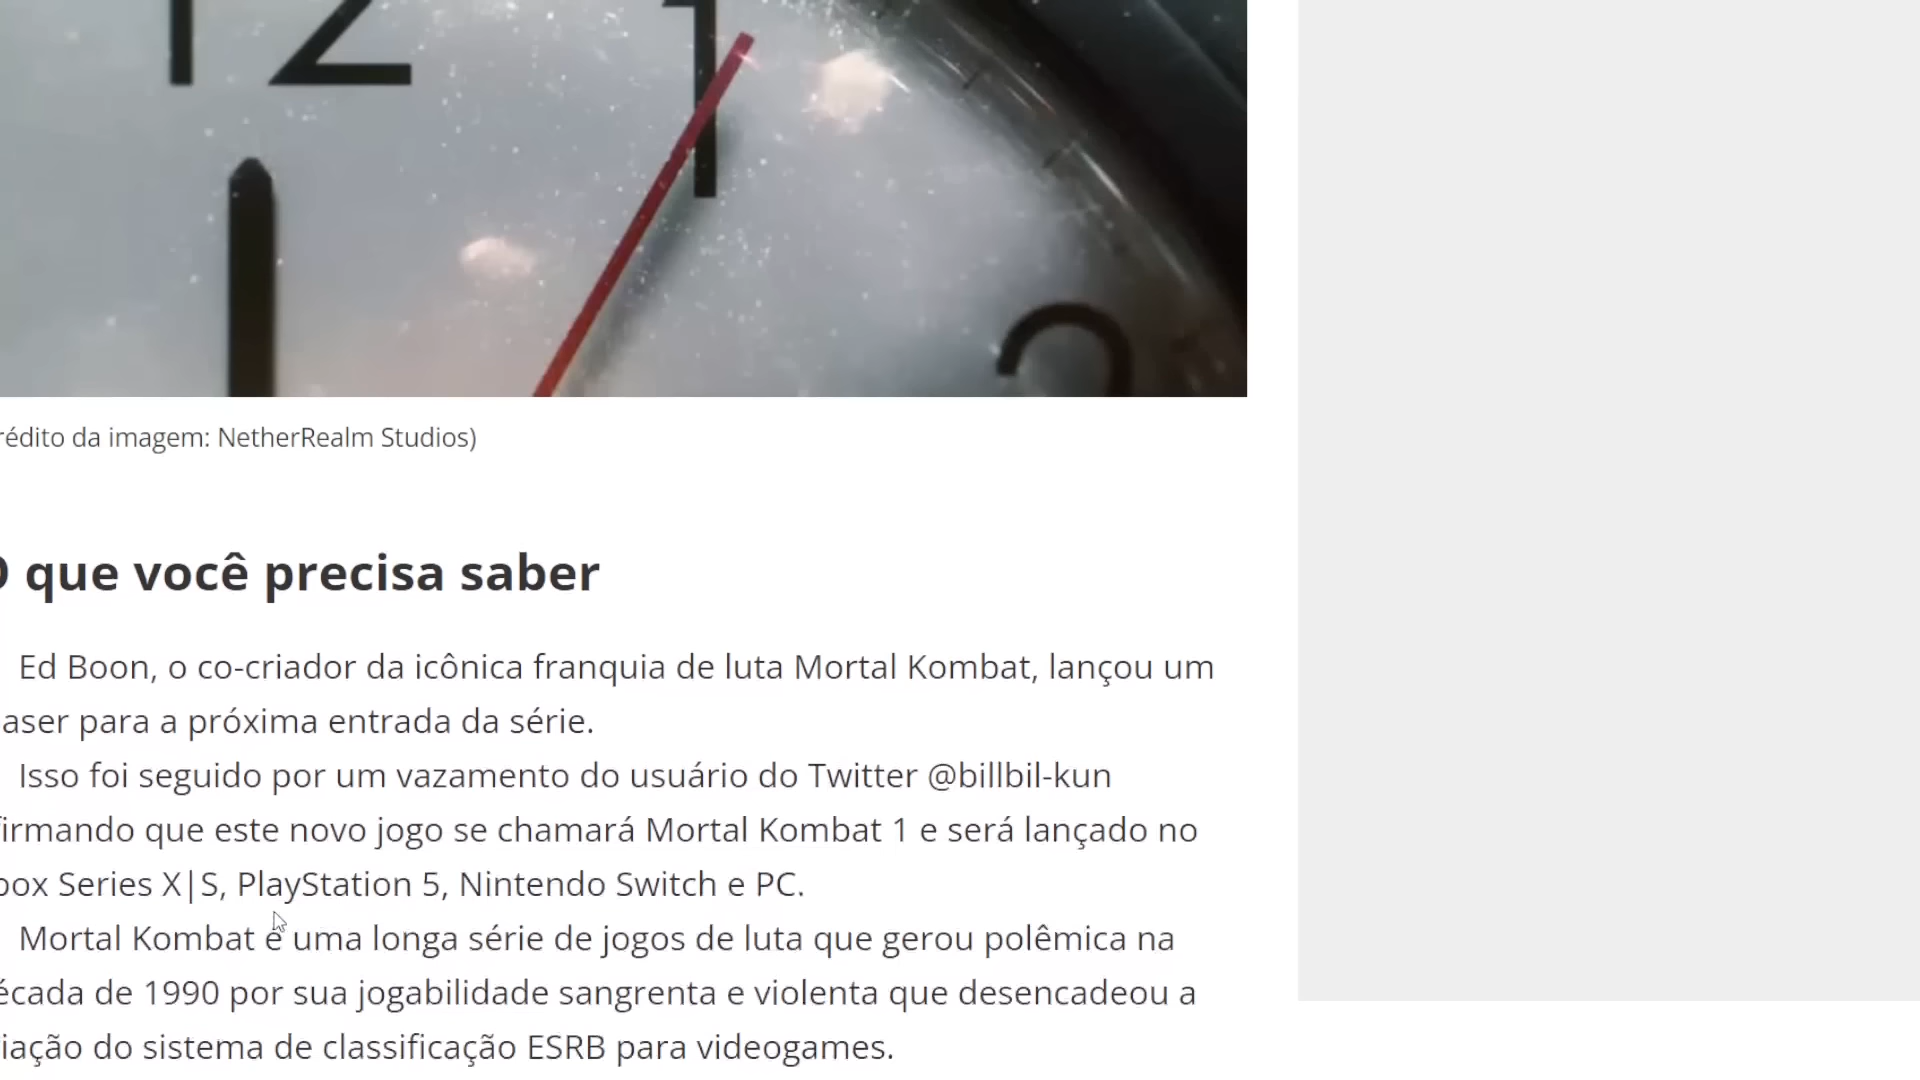 12 1
2
rédito da imagem: NetherRealm Studios)
O que você precisa saber
Ed Boon, o co-criador da icônica franquia de luta Mortal Kombat, lançou um
aser para a próxima entrada da série.
Isso foi seguido por um vazamento do usuário do Twitter @billbil-kun
firmando que este novo jogo se chamará Mortal Kombat 1 e será lançado no
box Series X|S, PlayStation 5, Nintendo Switch e PC.
Mortal Kombat é uma longa série de jogos de luta que gerou polêmica na
écada de 1990 por sua jogabilidade sangrenta e violenta que desencadeou a
iação do sistema de classificação ESRB para videogames.